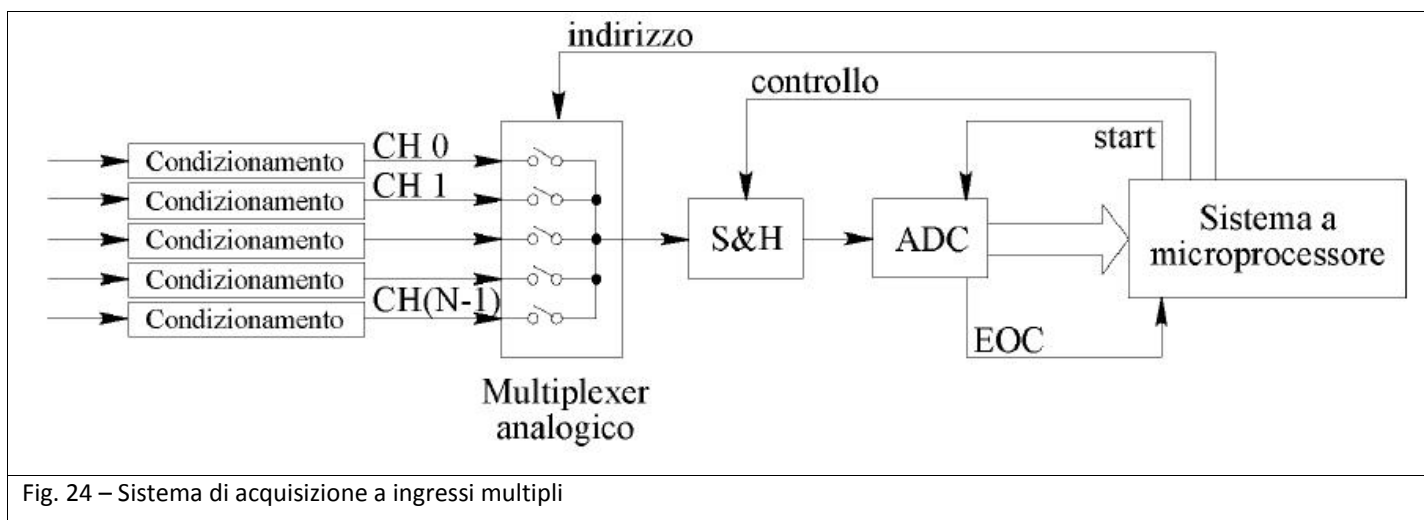 indirizzo
controllo
start
Condizionamento
CH 0
Condizionamento
CH 1
Condizionamento
Condizionamento
CH(N-1)
Condizionamento
S&H
ADC
Sistema a
microprocessore
EOC
Multiplexer
analogico
Fig. 24 – Sistema di acquisizione a ingressi multipli